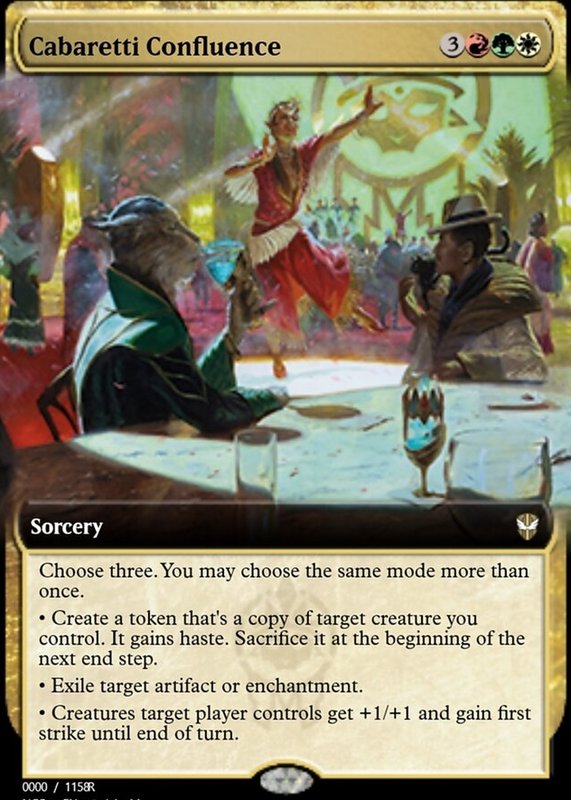 Cabaretti Confluence 3
Sorcery
Choose three. You may choose the same mode more than
once.
• Create a token that's a copy of target creature you
control. It gains haste. Sacrifice it at the beginning of the
next end step.
• Exile target artifact or enchantment.
• Creatures target player controls get +1/+1 and gain first
strike until end of turn.
0000 / 1158R